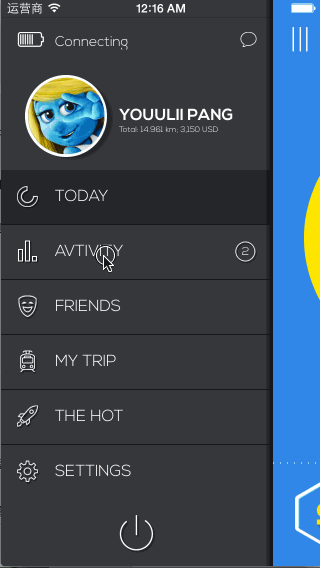 运营商 12:16 AM
Connecting
YOUULII PANG
Total: 14.961 km; 3,150 USD
TODAY
AVTIVITY 2
FRIENDS
MY TRIP
THE HOT
SETTINGS